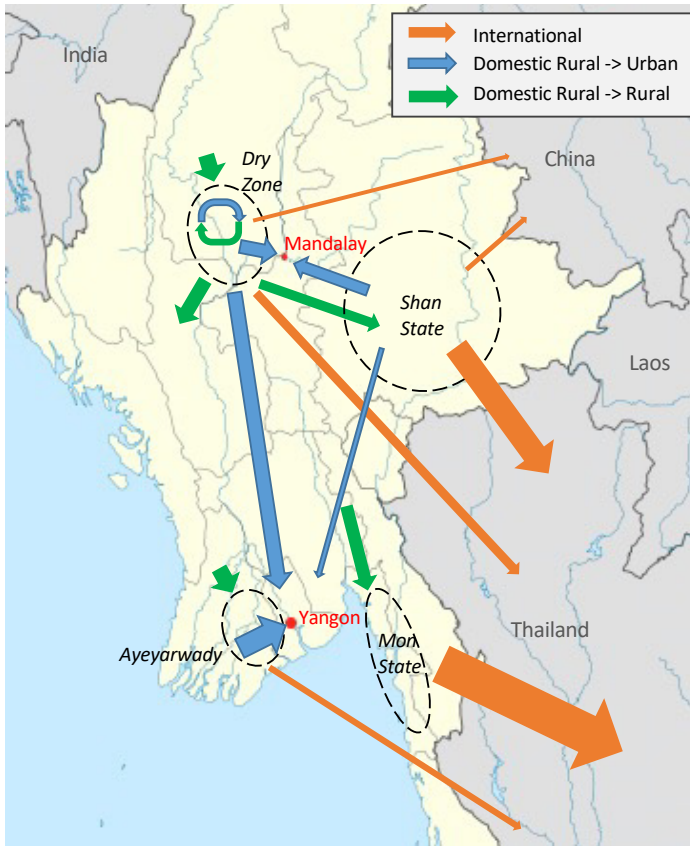 International
Domestic Rural -> Urban
Domestic Rural -> Rural
India
China
Dry
Zone
Mandalay
Shan
State
Laos
Yangon
Ayeyarwady
Mon
State
Thailand